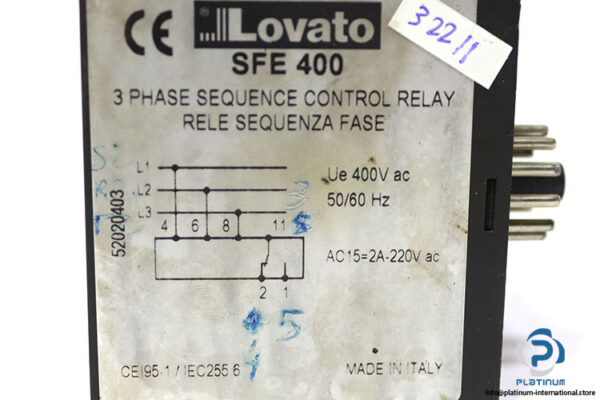 CE Lovato 32211
SFE 400
3 PHASE SEQUENCE CONTROL RELAY
RELE SEQUENZA FASE
L1
L2
L3
4 6 8 11
2 1
52020403
Ue 400V ac
50/60 Hz
AC15=2A-220V ac
3
5
CEI95-1 / IEC255 6
MADE IN ITALY
PLATINUM
info@platinum-international.store